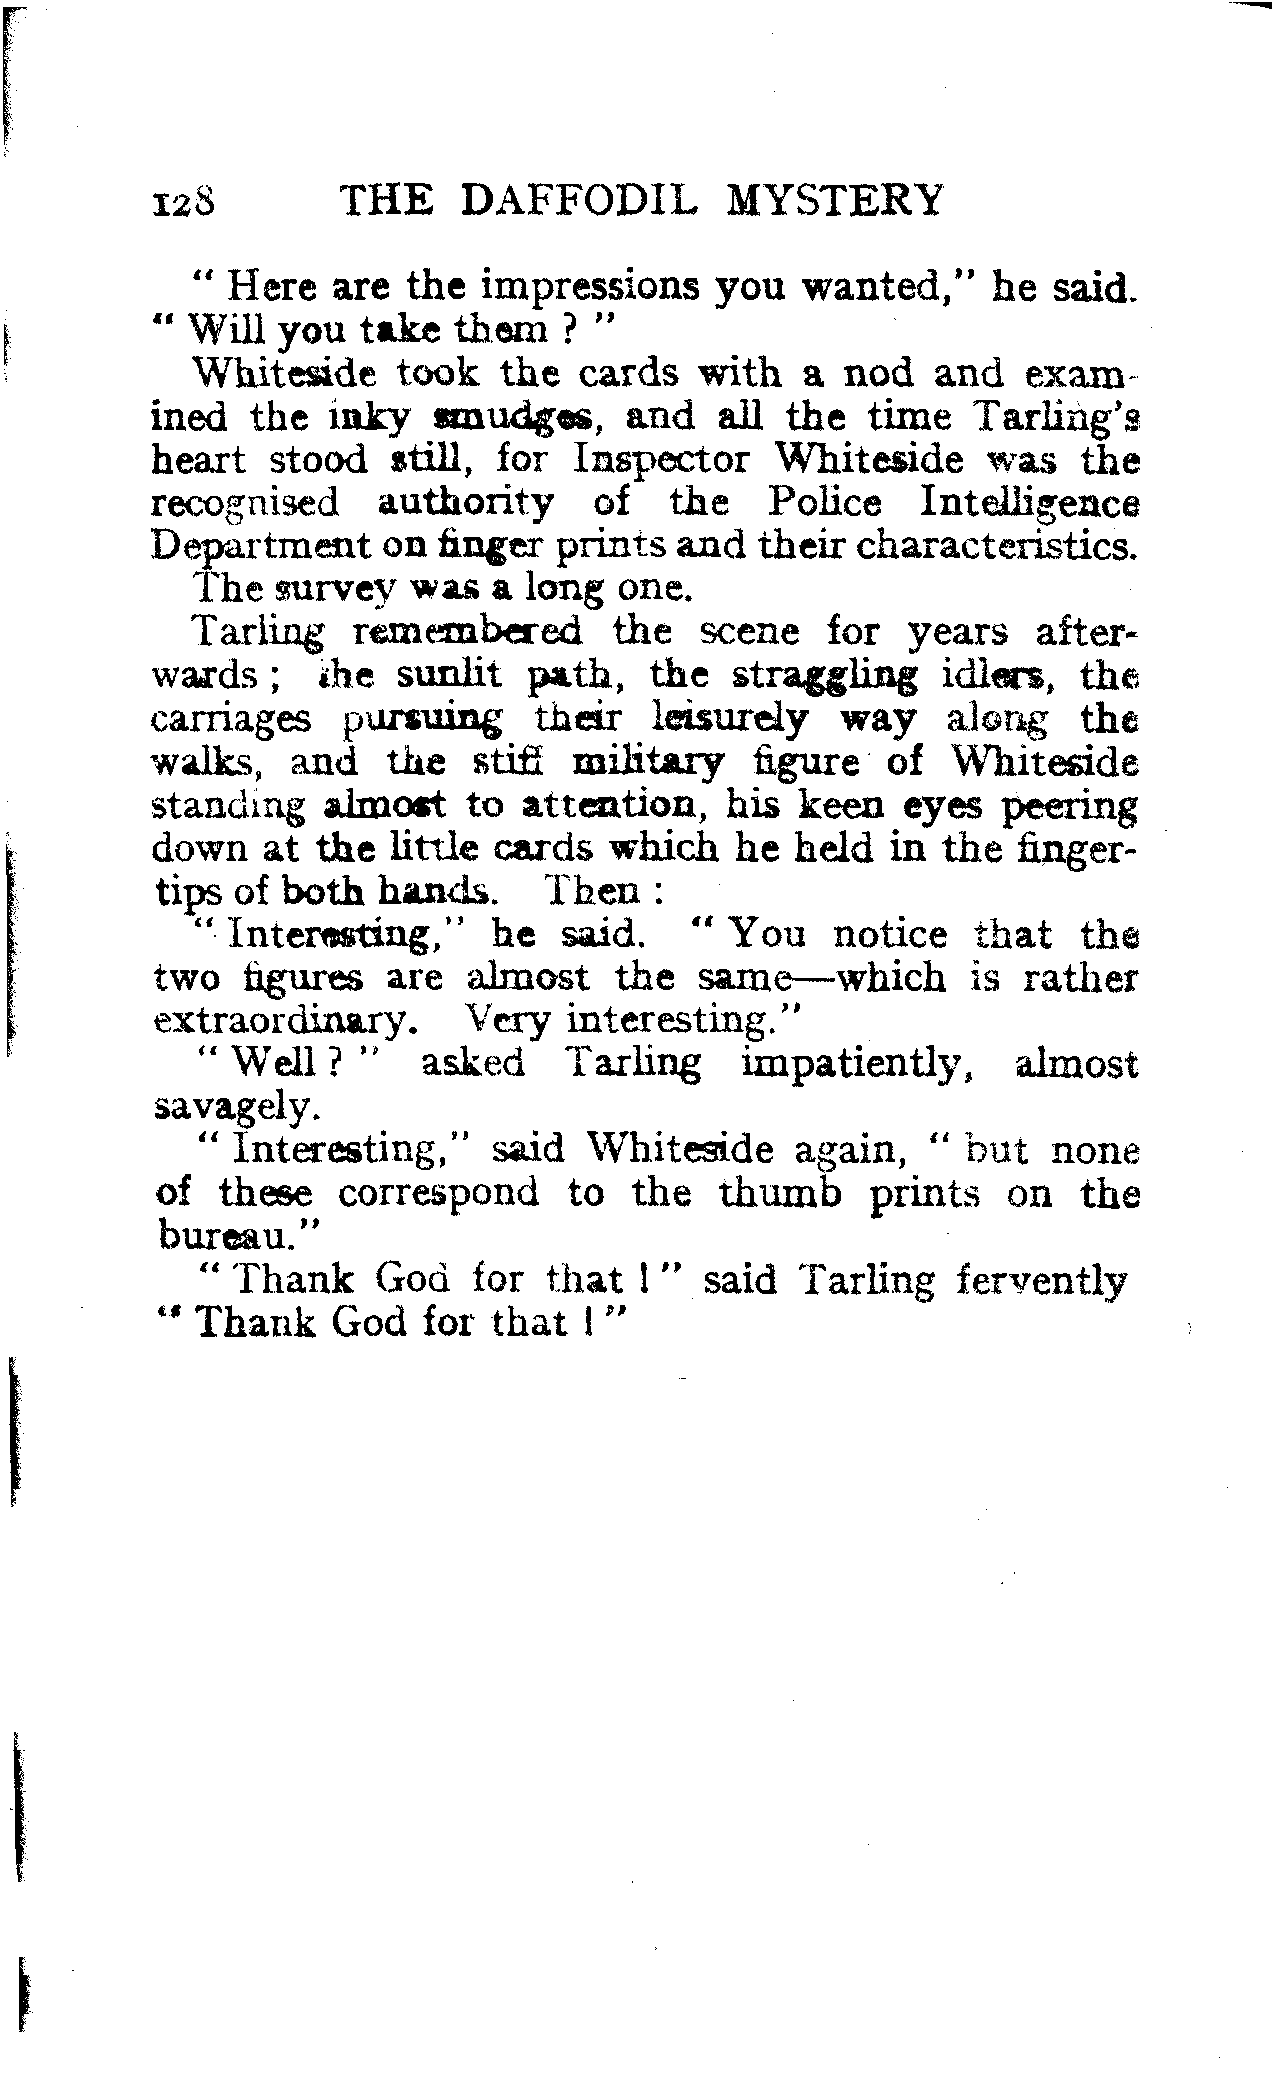 128 THE DAFFODIL MYSTERY
" Here are the impressions you wanted," he said.
" Will you take them ? "
Whiteside took the cards with a nod and exam-
ined the inky smudges, and all the time Tarling's
heart stood still, for Inspector Whiteside was the
recognised authority of the Police Intelligence
Department on finger prints and their characteristics.
The survey was a long one.
Tarling remembered the scene for years after-
wards ; the sunlit path, the straggling idlers, the
carriages pursuing their leisurely way along the
walks, and the stiff military figure of Whiteside
standing almost to attention, his keen eyes peering
down at the little cards which he held in the finger-
tips of both hands. Then :
" Interesting," he said. " You notice that the
two figures are almost the same—which is rather
extraordinary. Very interesting."
" Well ? " asked Tarling impatiently, almost
savagely.
" Interesting," said Whiteside again, " but none
of these correspond to the thumb prints on the
bureau."
" Thank God for that ! " said Tarling fervently
" Thank God for that ! "